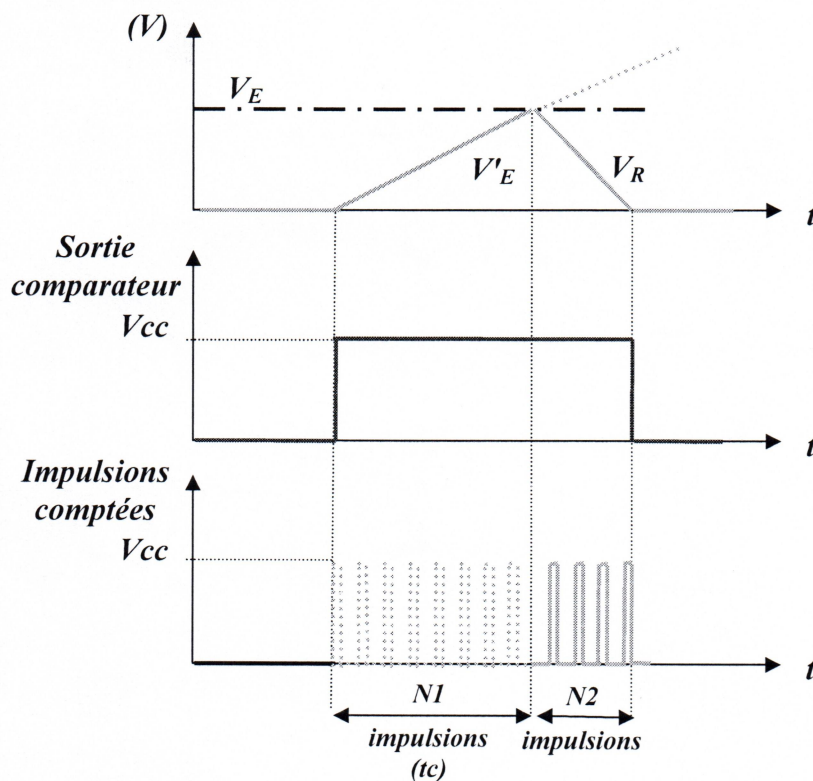 (V)
V_E
V'_E
V_R
t
Sortie
comparateur
Vcc
t
Impulsions
comptées
Vcc
t
N1
N2
impulsions
impulsions
(tc)